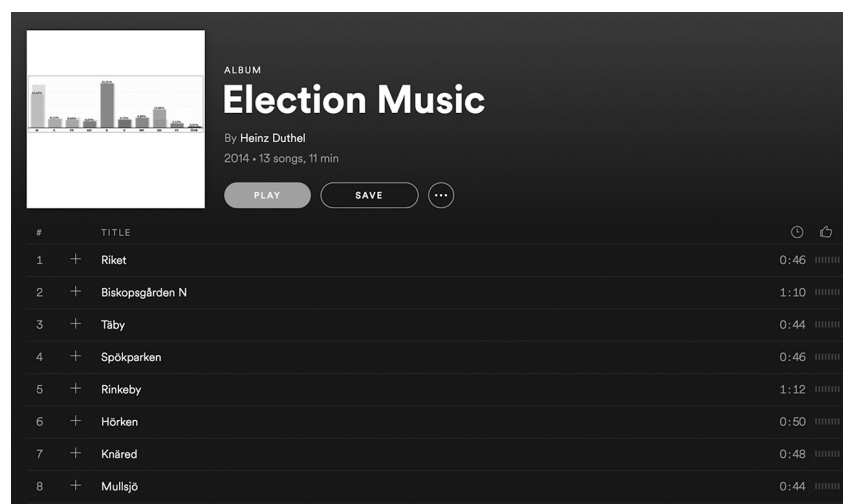 ALBUM
Election Music
By Heinz Duthel
2014 • 13 songs, 11 min
PLAY SAVE
# TITLE
1 Riket 0:46
2 Biskopsgården N 1:10
3 Täby 0:44
4 Spökparken 0:46
5 Rinkeby 1:12
6 Hörken 0:50
7 Knäred 0:48
8 Mullsjö 0:44